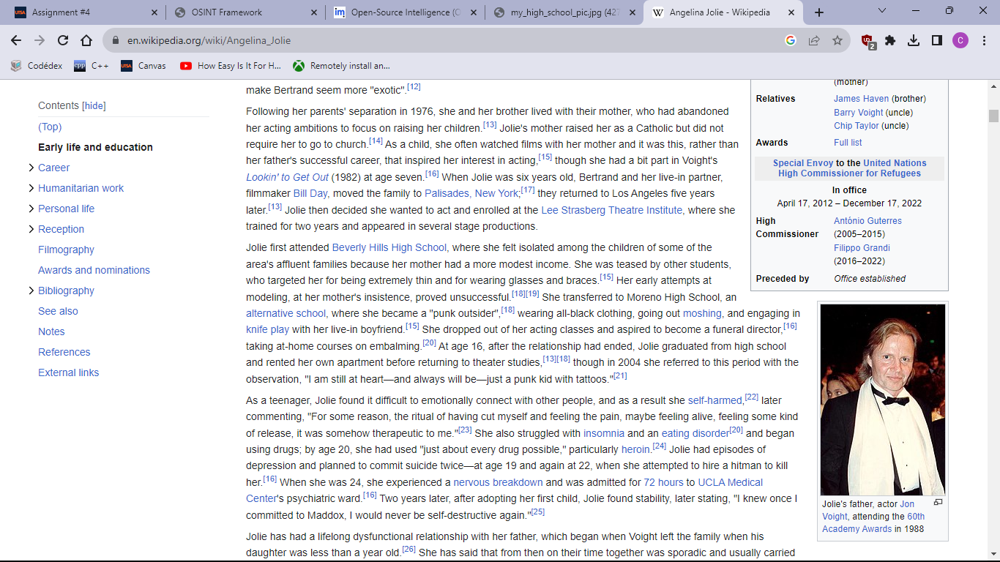 Assignment #4
OSINT Framework
Open-Source Intelligence (C
my_high_school_pic.jpg (427
Angelina Jolie - Wikipedia
en.wikipedia.org/wiki/Angelina_Jolie
2
C
Codédex
C++
Canvas
How Easy Is It For H...
Remotely install an...
Contents [hide]
(Top)
Early life and education
Career
Humanitarian work
Personal life
Reception
Filmography
Awards and nominations
Bibliography
See also
Notes
References
External links
make Bertrand seem more "exotic".[12]
Following her parents' separation in 1976, she and her brother lived with their mother, who had abandoned
her acting ambitions to focus on raising her children.[13] Jolie's mother raised her as a Catholic but did not
require her to go to church.[14] As a child, she often watched films with her mother and it was this, rather than
her father's successful career, that inspired her interest in acting,[15] though she had a bit part in Voight's
Lookin' to Get Out (1982) at age seven.[16] When Jolie was six years old, Bertrand and her live-in partner,
filmmaker Bill Day, moved the family to Palisades, New York;[17] they returned to Los Angeles five years
later.[13] Jolie then decided she wanted to act and enrolled at the Lee Strasberg Theatre Institute, where she
trained for two years and appeared in several stage productions.
Jolie first attended Beverly Hills High School, where she felt isolated among the children of some of the
area's affluent families because her mother had a more modest income. She was teased by other students,
who targeted her for being extremely thin and for wearing glasses and braces.[15] Her early attempts at
modeling, at her mother's insistence, proved unsuccessful.[18][19] She transferred to Moreno High School, an
alternative school, where she became a "punk outsider",[18] wearing all-black clothing, going out moshing, and engaging in
knife play with her live-in boyfriend.[15] She dropped out of her acting classes and aspired to become a funeral director,[16]
taking at-home courses on embalming.[20] At age 16, after the relationship had ended, Jolie graduated from high school
and rented her own apartment before returning to theater studies,[13][18] though in 2004 she referred to this period with the
observation, "I am still at heart—and always will be—just a punk kid with tattoos."[21]
As a teenager, Jolie found it difficult to emotionally connect with other people, and as a result she self-harmed,[22] later
commenting, "For some reason, the ritual of having cut myself and feeling the pain, maybe feeling alive, feeling some kind
of release, it was somehow therapeutic to me."[23] She also struggled with insomnia and an eating disorder[20] and began
using drugs; by age 20, she had used "just about every drug possible," particularly heroin.[24] Jolie had episodes of
depression and planned to commit suicide twice—at age 19 and again at 22, when she attempted to hire a hitman to kill
her.[16] When she was 24, she experienced a nervous breakdown and was admitted for 72 hours to UCLA Medical
Center's psychiatric ward.[16] Two years later, after adopting her first child, Jolie found stability, later stating, "I knew once I
committed to Maddox, I would never be self-destructive again."[25]
Jolie has had a lifelong dysfunctional relationship with her father, which began when Voight left the family when his
daughter was less than a year old.[26] She has said that from then on their time together was sporadic and usually carried
(mother)
Relatives James Haven (brother)
Barry Voight (uncle)
Chip Taylor (uncle)
Awards Full list
Special Envoy to the United Nations
High Commissioner for Refugees
In office
April 17, 2012 – December 17, 2022
High António Guterres
Commissioner (2005–2015)
Filippo Grandi
(2016–2022)
Preceded by Office established
Jolie's father, actor Jon
Voight, attending the 60th
Academy Awards in 1988